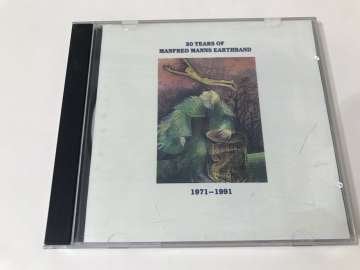 20 YEARS OF
MANFRED MANNS EARTHBAND
1971–1991